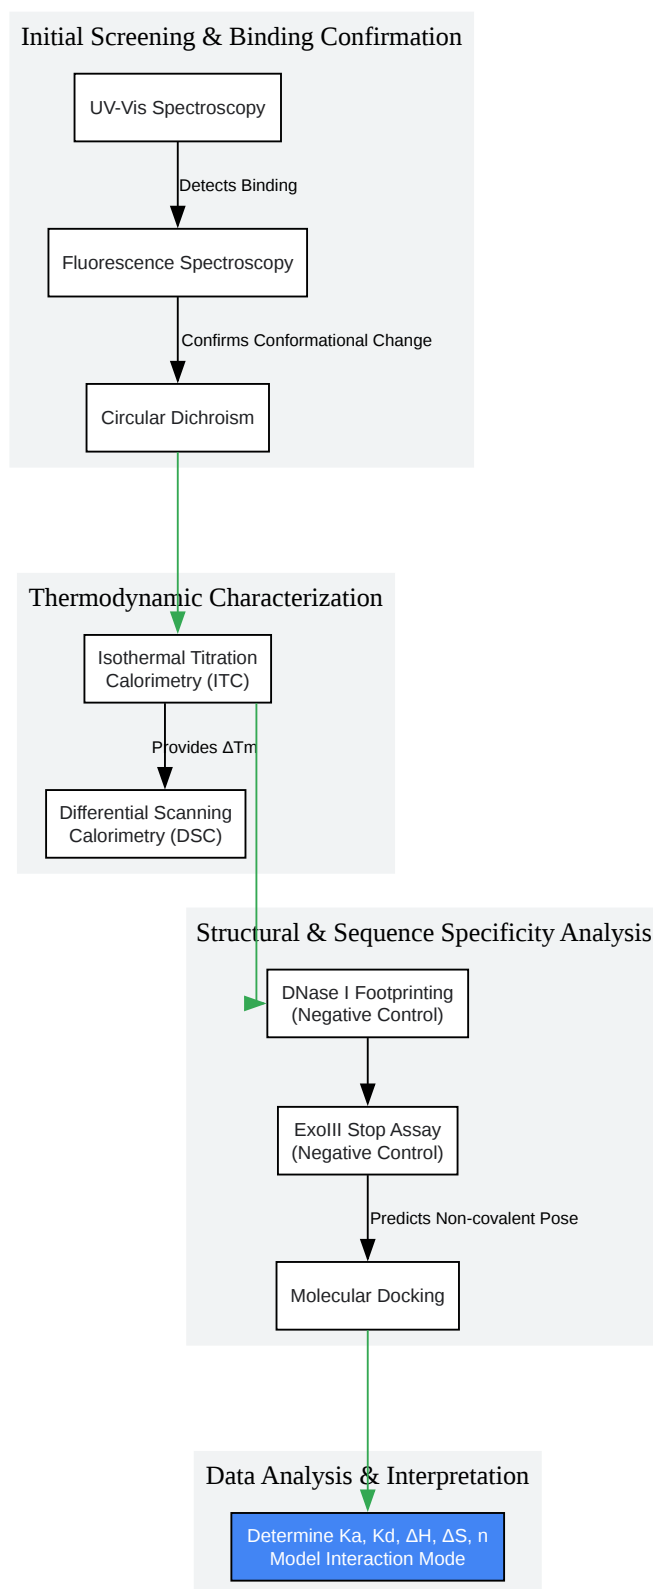 Initial Screening & Binding Confirmation
UV-Vis Spectroscopy
Detects Binding
Fluorescence Spectroscopy
Confirms Conformational Change
Circular Dichroism
Thermodynamic Characterization
Isothermal Titration
Calorimetry (ITC)
Provides ΔTm
Differential Scanning
Calorimetry (DSC)
Structural & Sequence Specificity Analysis
DNase I Footprinting
(Negative Control)
ExoIII Stop Assay
(Negative Control)
Predicts Non-covalent Pose
Molecular Docking
Data Analysis & Interpretation
Determine Ka, Kd, ΔH, ΔS, n
Model Interaction Mode